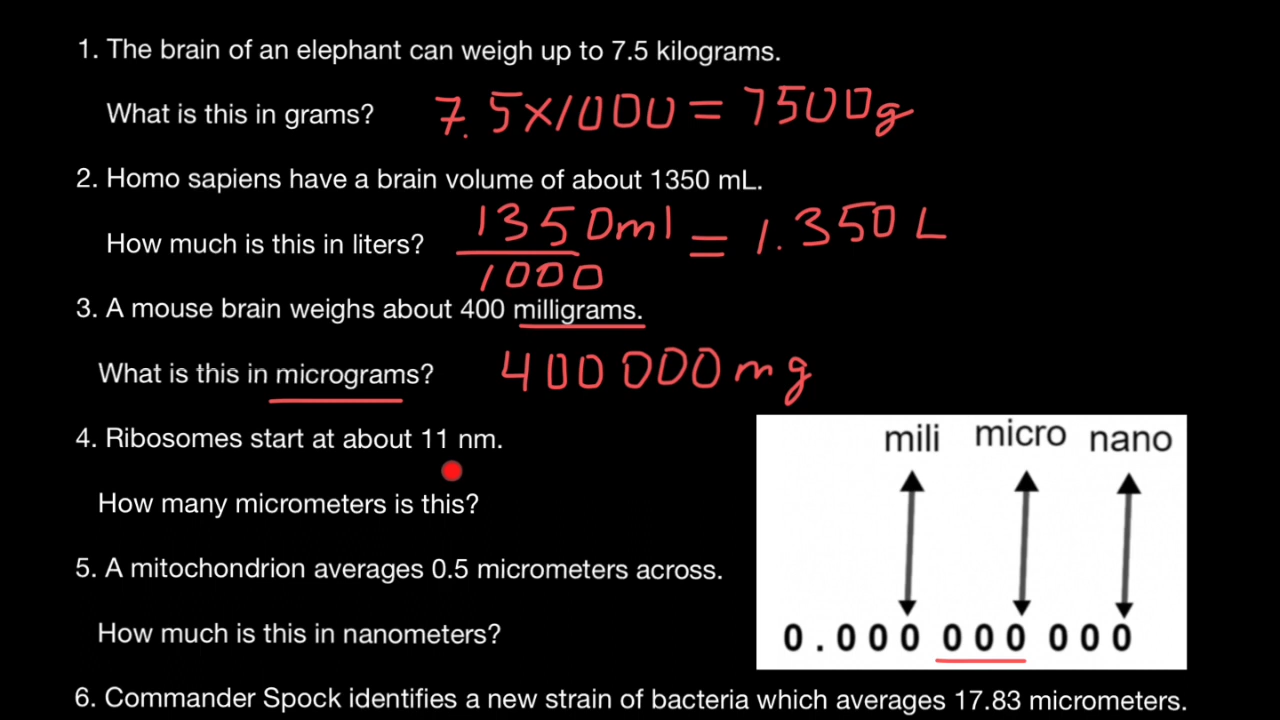 1. The brain of an elephant can weigh up to 7.5 kilograms.
What is this in grams? 7.5x1000 = 7500g
2. Homo sapiens have a brain volume of about 1350 mL.
How much is this in liters? 1350ml/1000 = 1.350 L
3. A mouse brain weighs about 400 milligrams.
What is this in micrograms? 400 000 mg
4. Ribosomes start at about 11 nm.
How many micrometers is this?
5. A mitochondrion averages 0.5 micrometers across.
How much is this in nanometers?
mili micro nano
0.000 000 000
6. Commander Spock identifies a new strain of bacteria which averages 17.83 micrometers.